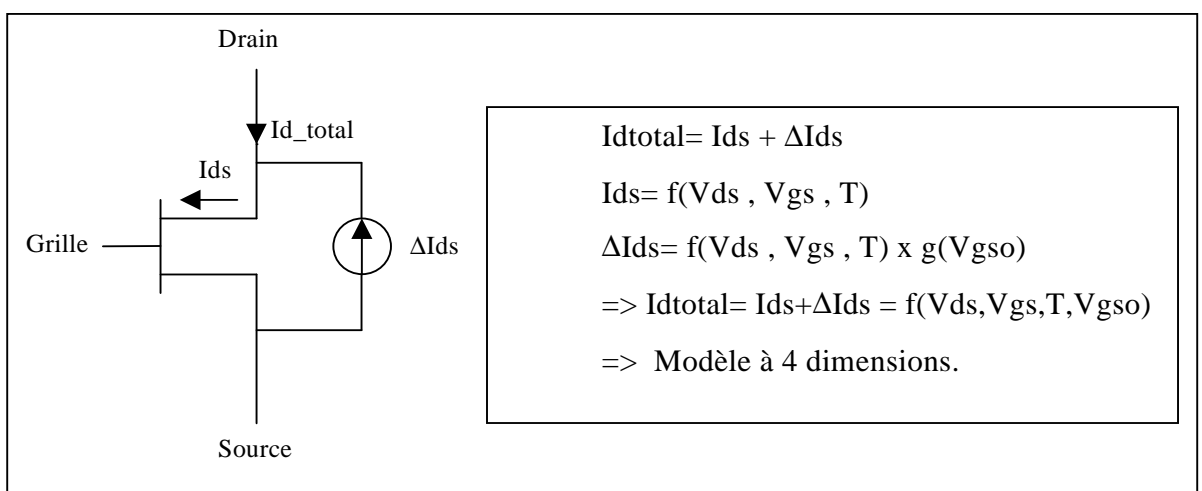 Drain
Id_total
Ids
Grille
ΔIds
Source
Idtotal= Ids + ΔIds
Ids= f(Vds , Vgs , T)
ΔIds= f(Vds , Vgs , T) x g(Vgso)
=> Idtotal= Ids+ΔIds = f(Vds,Vgs,T,Vgso)
=> Modèle à 4 dimensions.